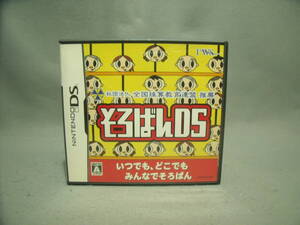 社団法人 全国珠算教育連盟 推薦
そろばんDS
NINTENDO DS
A
いつでも、どこでも
みんなでそろばん